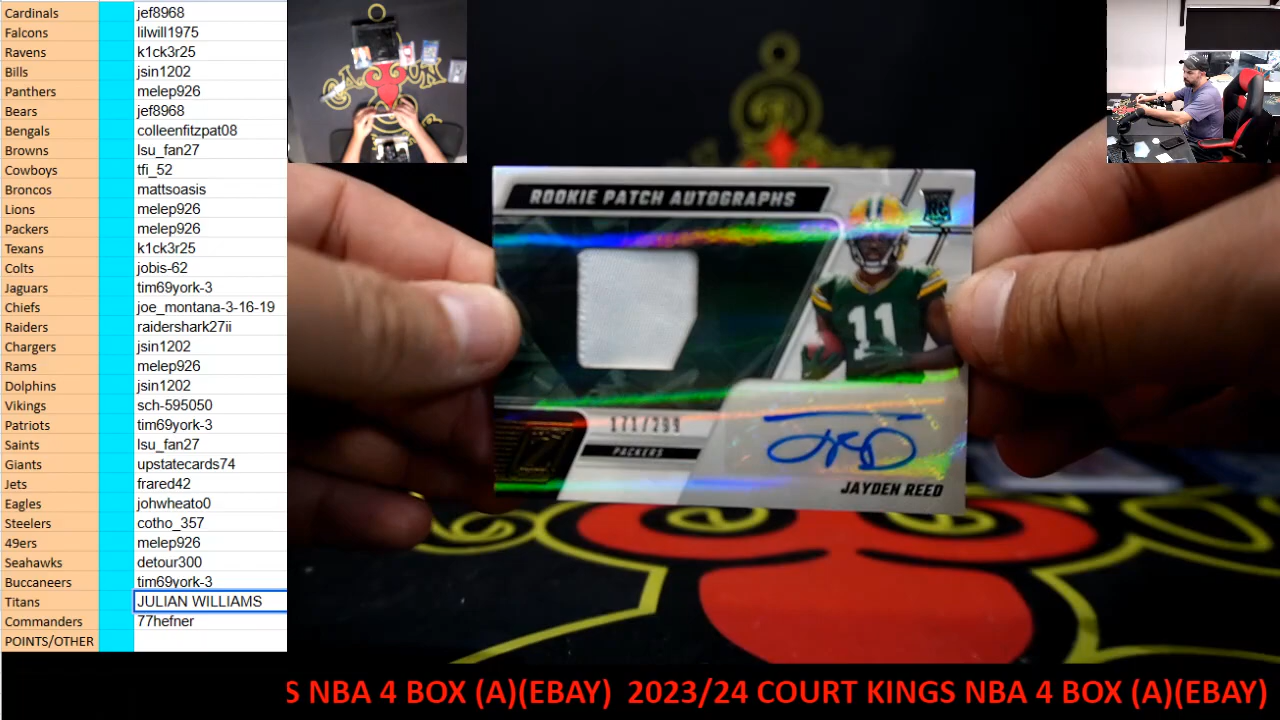 Cardinals jef8968
Falcons lilwill1975
Ravens k1ck3r25
Bills jsin1202
Panthers melep926
Bears jef8968
Bengals colleenfitzpat08
Browns lsu_fan27
Cowboys tfi_52
Broncos mattsoasis
Lions melep926
Packers melep926
Texans k1ck3r25
Colts jobis-62
Jaguars tim69york-3
Chiefs joe_montana-3-16-19
Raiders raidershark27ii
Chargers jsin1202
Rams melep926
Dolphins jsin1202
Vikings sch-595050
Patriots tim69york-3
Saints lsu_fan27
Giants upstatecards74
Jets frared42
Eagles johwheato0
Steelers cotho_357
49ers melep926
Seahawks detour300
Buccaneers tim69york-3
Titans JULIAN WILLIAMS
Commanders 77hefner
POINTS/OTHER
ROOKIE PATCH AUTOGRAPHS
RC
11
171/299
PACKERS
JAYDEN REED
S NBA 4 BOX (A)(EBAY) 2023/24 COURT KINGS NBA 4 BOX (A)(EBAY)